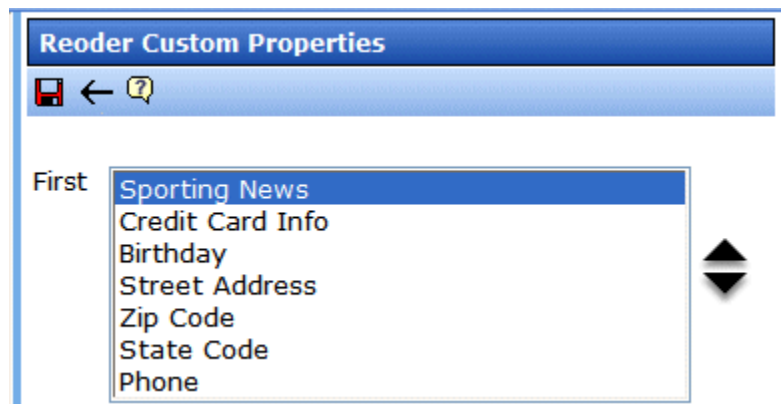 Reoder Custom Properties
First
Sporting News
Credit Card Info
Birthday
Street Address
Zip Code
State Code
Phone